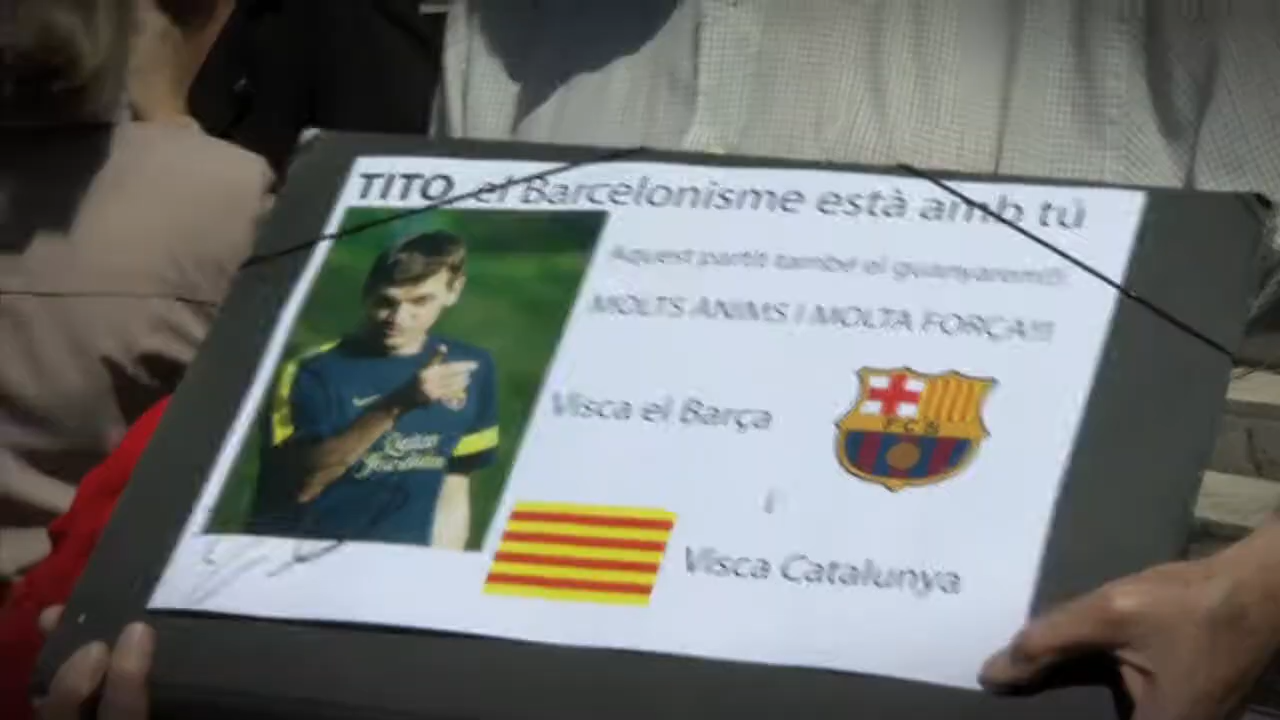 TITO el Barcelonisme està amb tú
Aquest partit també el guanyarem!!!
MOLTS ANIMS I MOLTA FORÇA!!!
Visca el Barça
F C B
i
Visca Catalunya